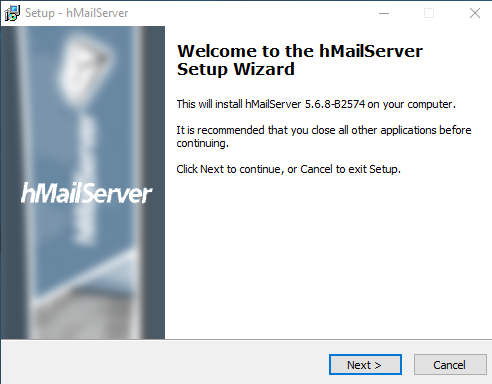 Setup - hMailServer
Welcome to the hMailServer
Setup Wizard
This will install hMailServer 5.6.8-B2574 on your computer.
It is recommended that you close all other applications before
continuing.
Click Next to continue, or Cancel to exit Setup.
hMailServer
Next >
Cancel